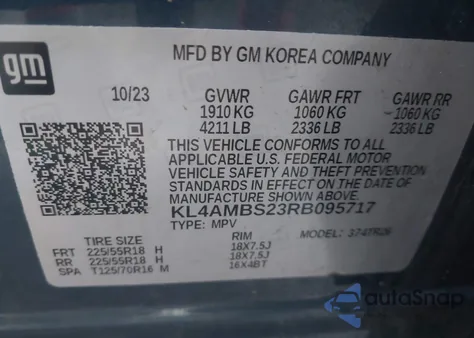 gm
MFD BY GM KOREA COMPANY
10/23 GVWR GAWR FRT GAWR RR
1910 KG 1060 KG 1060 KG
4211 LB 2336 LB 2336 LB
THIS VEHICLE CONFORMS TO ALL
APPLICABLE U.S. FEDERAL MOTOR
VEHICLE SAFETY AND THEFT PREVENTION
STANDARDS IN EFFECT ON THE DATE OF
MANUFACTURE SHOWN ABOVE.
KL4AMBS23RB095717
TYPE: MPV MODEL:
TIRE SIZE RIM
FRT 225/55R18 H 18X7.5J
RR 225/55R18 H 18X7.5J
SPA T125/70R16 M 16X4BT
autoSnap